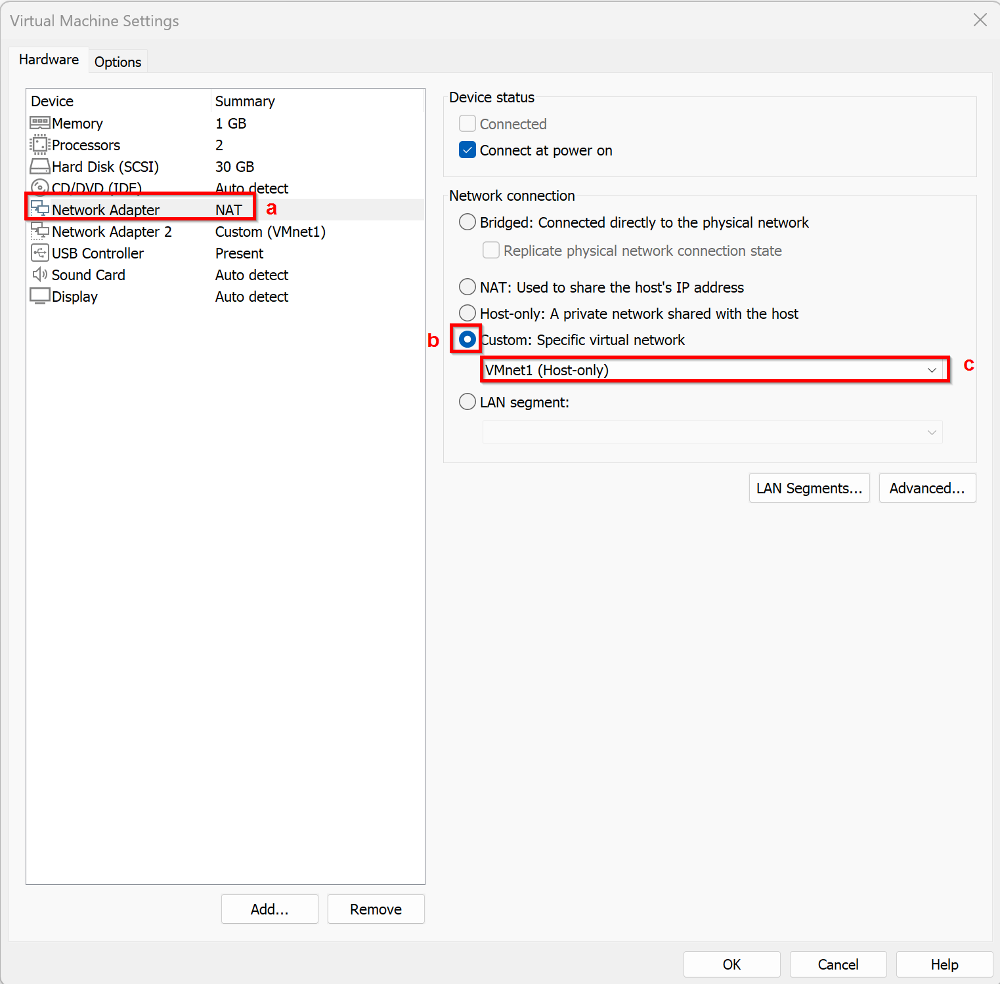 Virtual Machine Settings
Hardware
Options
Device Summary
Memory 1 GB
Processors 2
Hard Disk (SCSI) 30 GB
CD/DVD (IDE) Auto detect
Network Adapter NAT a
Network Adapter 2 Custom (VMnet1)
USB Controller Present
Sound Card Auto detect
Display Auto detect
Add...
Remove
Device status
Connected
Connect at power on
Network connection
Bridged: Connected directly to the physical network
Replicate physical network connection state
NAT: Used to share the host's IP address
Host-only: A private network shared with the host
b Custom: Specific virtual network
VMnet1 (Host-only) c
LAN segment:
LAN Segments...
Advanced...
OK
Cancel
Help